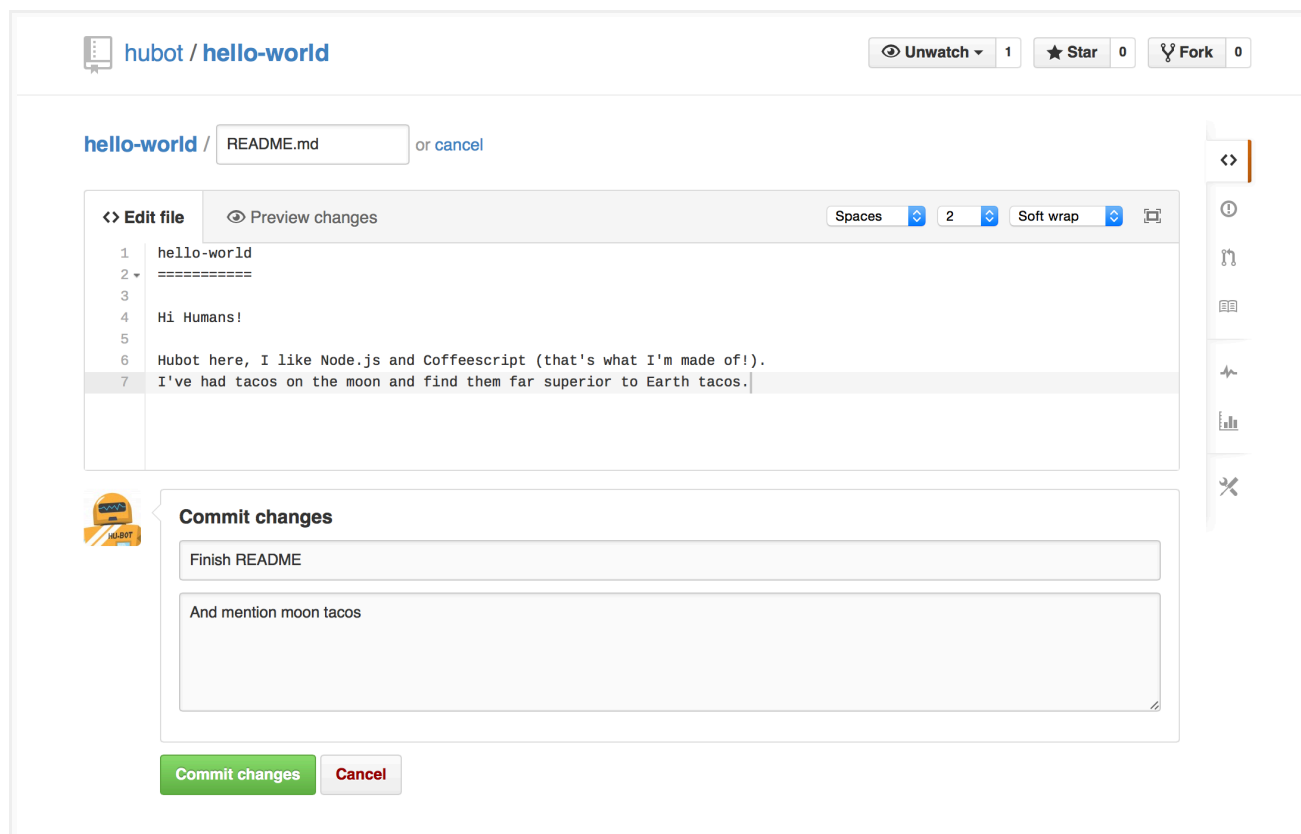 hubot / hello-world
Unwatch 1 Star 0 Fork 0
hello-world / README.md or cancel
Edit file Preview changes Spaces 2 Soft wrap
1 hello-world
2 ===========
3
4 Hi Humans!
5
6 Hubot here, I like Node.js and Coffeescript (that's what I'm made of!).
7 I've had tacos on the moon and find them far superior to Earth tacos.
HU-BOT
Commit changes
Finish README
And mention moon tacos
Commit changes Cancel